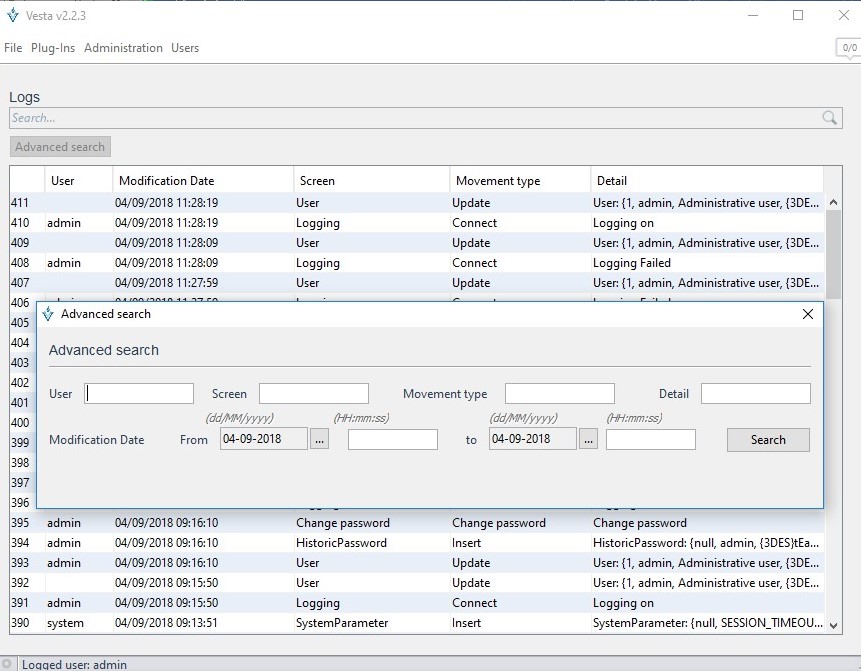 Vesta v2.2.3
File Plug-Ins Administration Users
0/0
Logs
Search...
Advanced search
User Modification Date Screen Movement type Detail
411 04/09/2018 11:28:19 User Update User: {1, admin, Administrative user, {3DE...
410 admin 04/09/2018 11:28:19 Logging Connect Logging on
409 04/09/2018 11:28:09 User Update User: {1, admin, Administrative user, {3DE...
408 admin 04/09/2018 11:28:09 Logging Connect Logging Failed
407 04/09/2018 11:27:59 User Update User: {1, admin, Administrative user, {3DE...
406
405
404
403
402
401
400
399
398
397
396
Advanced search
Advanced search
User Screen Movement type Detail
(dd/MM/yyyy) (HH:mm:ss) (dd/MM/yyyy) (HH:mm:ss)
Modification Date From 04-09-2018 ... to 04-09-2018 ... Search
395 admin 04/09/2018 09:16:10 Change password Change password Change password
394 admin 04/09/2018 09:16:10 HistoricPassword Insert HistoricPassword: {null, admin, {3DES}tEa...
393 admin 04/09/2018 09:16:10 User Update User: {1, admin, Administrative user, {3DE...
392 04/09/2018 09:15:50 User Update User: {1, admin, Administrative user, {3DE...
391 admin 04/09/2018 09:15:50 Logging Connect Logging on
390 system 04/09/2018 09:13:51 SystemParameter Insert SystemParameter: {null, SESSION_TIMEOU...
Logged user: admin